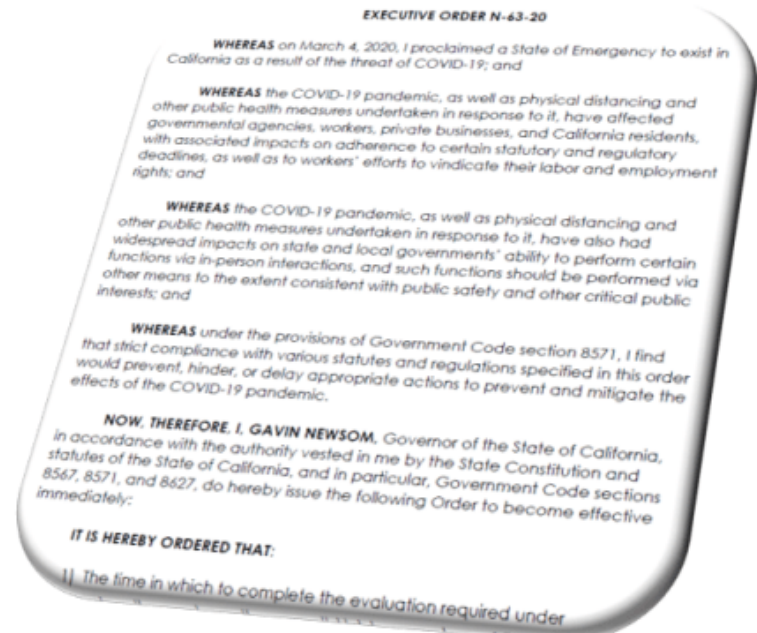 EXECUTIVE ORDER N-63-20
WHEREAS on March 4, 2020, I proclaimed a State of Emergency to exist in
California as a result of the threat of COVID-19; and
WHEREAS the COVID-19 pandemic, as well as physical distancing and
other public health measures undertaken in response to it, have affected
governmental agencies, workers, private businesses, and California residents,
with associated impacts on adherence to certain statutory and regulatory
deadlines, as well as to workers' efforts to vindicate their labor and employment
rights; and
WHEREAS the COVID-19 pandemic, as well as physical distancing and
other public health measures undertaken in response to it, have also had
widespread impacts on state and local governments' ability to perform certain
functions via in-person interactions, and such functions should be performed via
other means to the extent consistent with public safety and other critical public
interests; and
WHEREAS under the provisions of Government Code section 8571, I find
that strict compliance with various statutes and regulations specified in this order
would prevent, hinder, or delay appropriate actions to prevent and mitigate the
effects of the COVID-19 pandemic.
NOW, THEREFORE, I, GAVIN NEWSOM, Governor of the State of California,
in accordance with the authority vested in me by the State Constitution and
statutes of the State of California, and in particular, Government Code sections
8567, 8571, and 8627, do hereby issue the following Order to become effective
immediately:
IT IS HEREBY ORDERED THAT:
1) The time in which to complete the evaluation required under